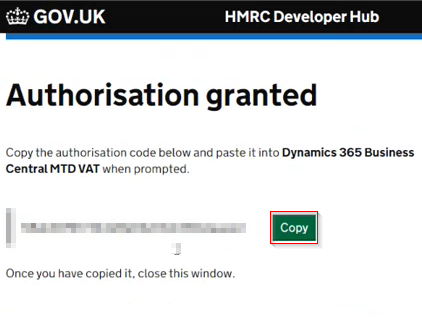 GOV.UK HMRC Developer Hub
Authorisation granted
Copy the authorisation code below and paste it into Dynamics 365 Business
Central MTD VAT when prompted.
Copy
Once you have copied it, close this window.